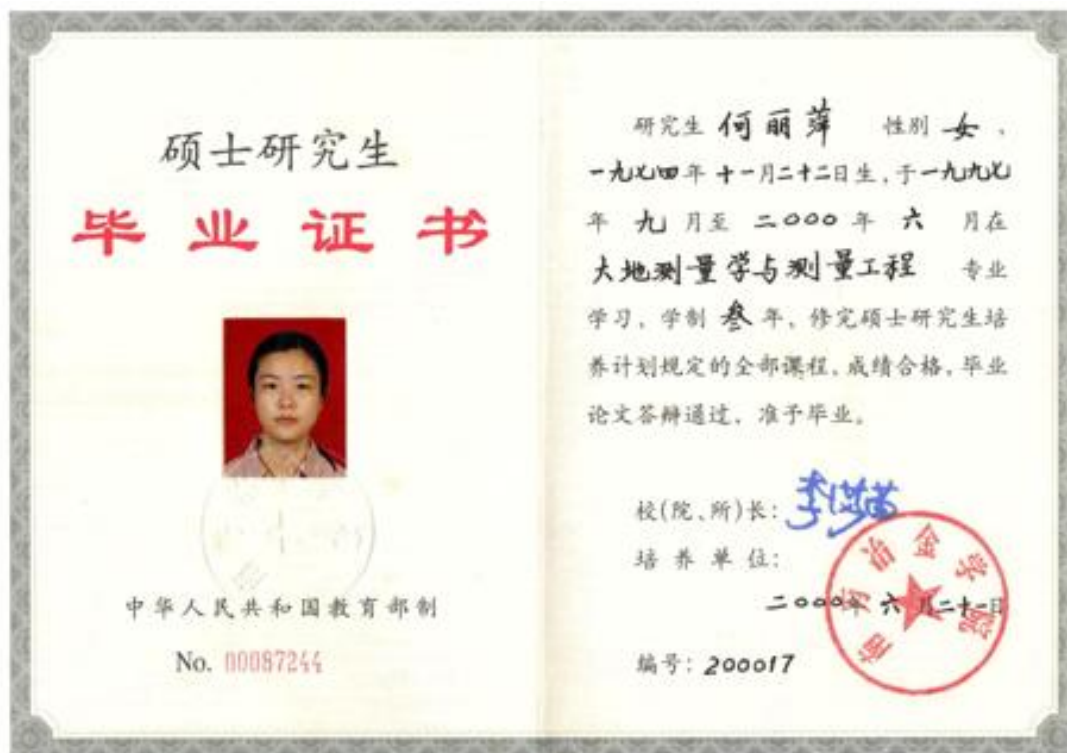 硕士研究生
毕业证书
中华人民共和国教育部制
No. 00087244
研究生 何丽萍 性别 女、
一九七四年十一月二十二日生,于一九九七
年 九 月至 二000 年 六 月在
大地测量学与测量工程 专业
学习、学制 叁 年、修完硕士研究生培
养计划规定的全部课程,成绩合格,毕业
论文答辩通过、准予毕业。
校(院、所)长:
培养单位:
南方冶金学院
二000年六月二十一日
编号: 200017